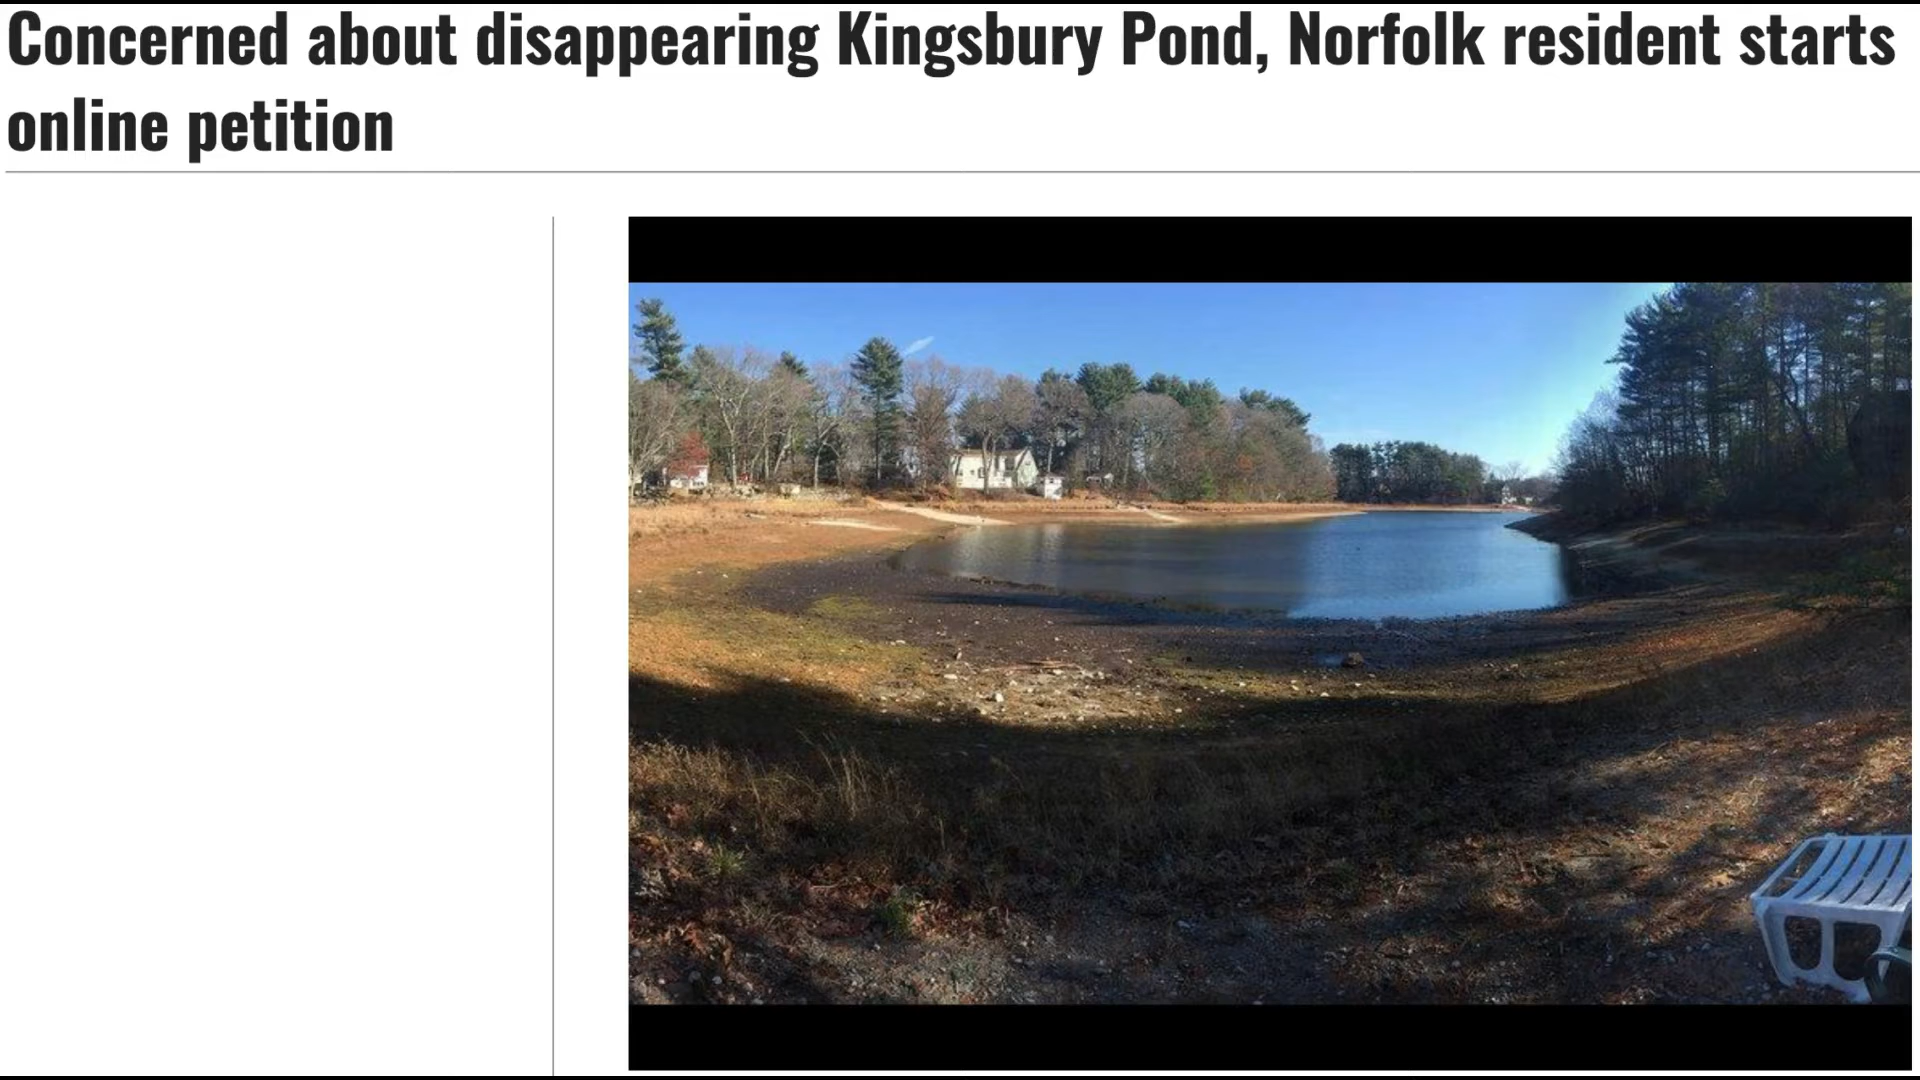 Concerned about disappearing Kingsbury Pond, Norfolk resident starts
online petition